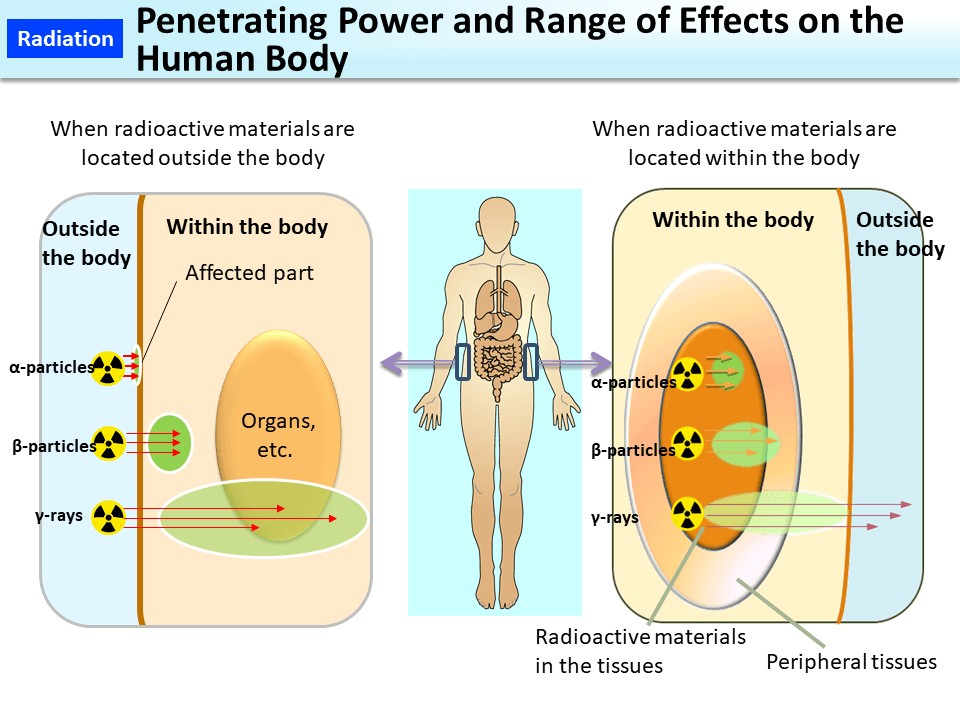 Radiation
Penetrating Power and Range of Effects on the
Human Body
When radioactive materials are
located outside the body
Outside
the body
Within the body
Affected part
α-particles
β-particles
γ-rays
Organs,
etc.
When radioactive materials are
located within the body
Within the body
Outside
the body
α-particles
β-particles
γ-rays
Radioactive materials
in the tissues
Peripheral tissues